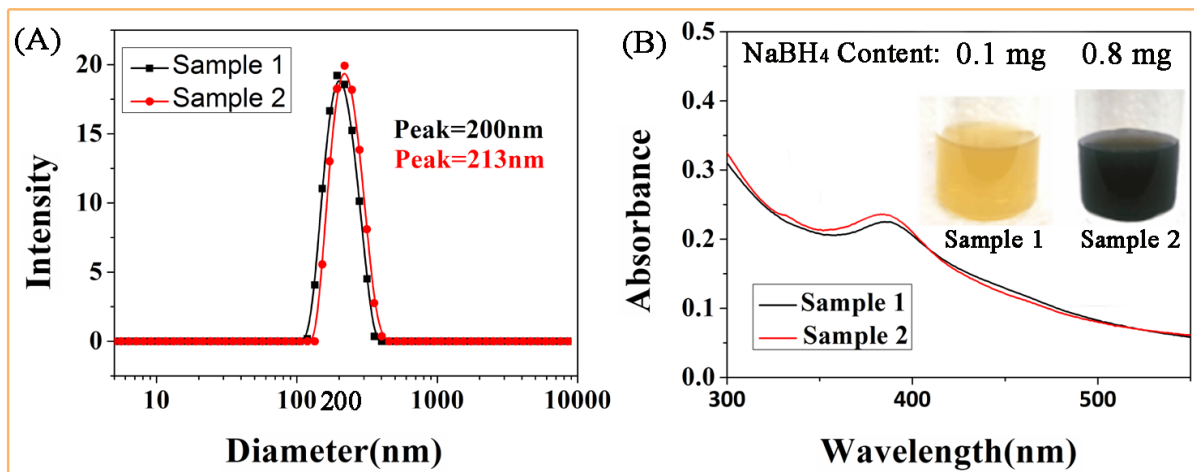 (A)
Sample 1
Sample 2
Peak=200nm
Peak=213nm
Intensity
20
15
10
5
0
10
100
200
1000
10000
Diameter(nm)
(B)
NaBH₄ Content: 0.1 mg 0.8 mg
Sample 1 Sample 2
Sample 1
Sample 2
Absorbance
0.5
0.4
0.3
0.2
0.1
0.0
300
400
500
Wavelength(nm)